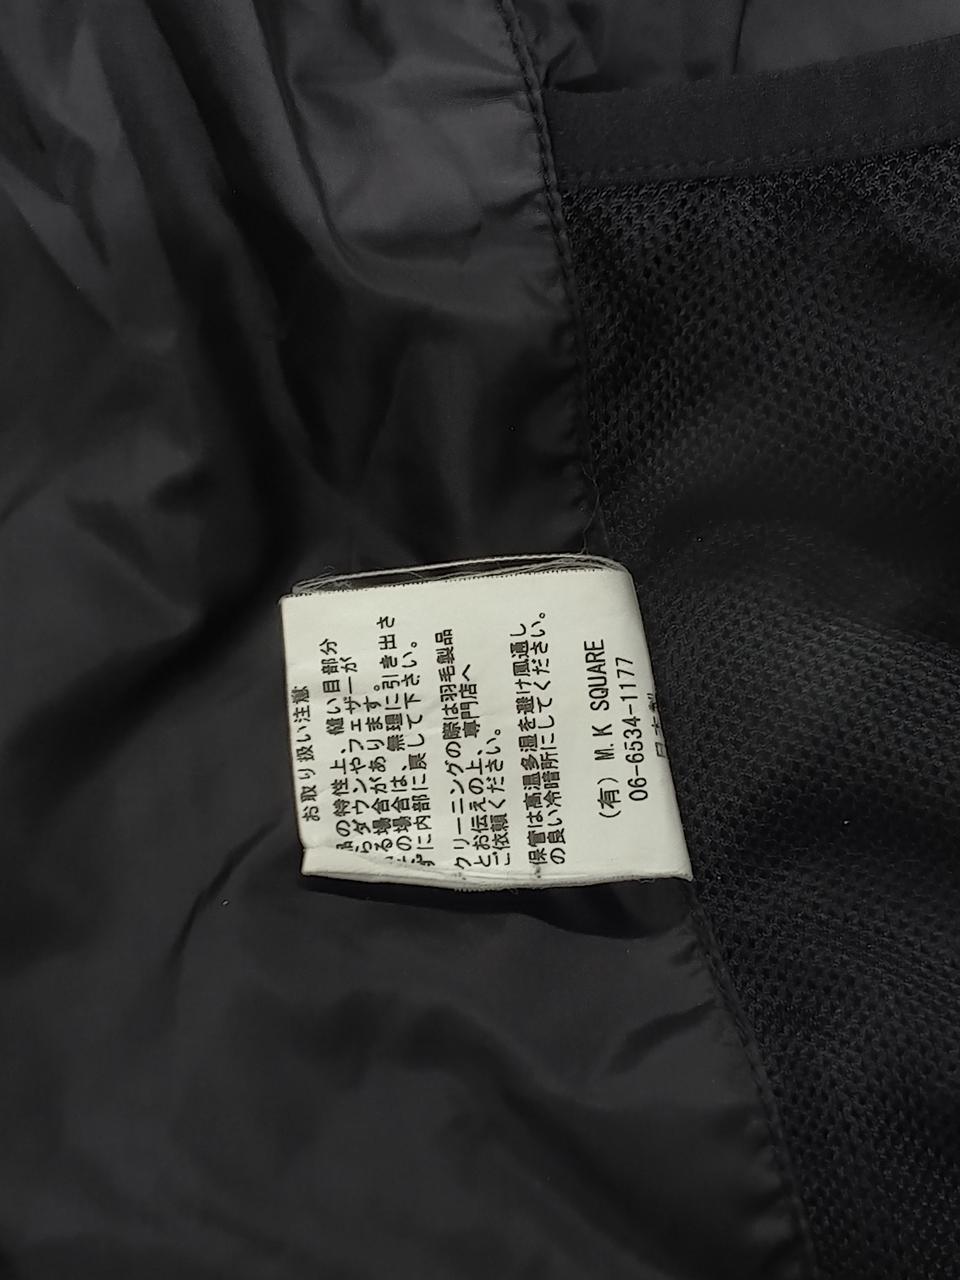 お取り扱い注意
品の特性上、縫い目部分
らダウンやフェザーが
る場合があります。
の場合は、無理に引き出さ
ずに内部に戻して下さい。
クリーニングの際は羽毛製品
とお伝えの上、専門店へ
ご依頼ください。
保管は高温多湿を避け風通し
の良い冷暗所にしてください。
(有) M.K SQUARE
06-6534-1177